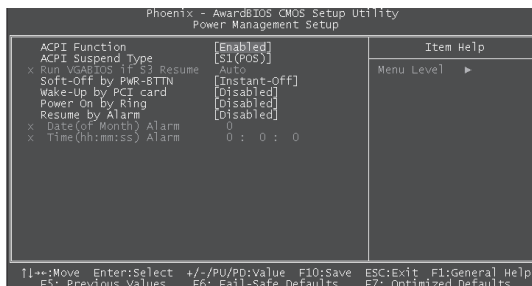 Phoenix - AwardBIOS CMOS Setup Utility
Power Management Setup
ACPI Function [Enabled]
ACPI Suspend Type [S1(POS)]
x Run VGABIOS if S3 Resume Auto
Soft-Off by PWR-BTTN [Instant-Off]
Wake-Up by PCI card [Disabled]
Power On by Ring [Disabled]
Resume by Alarm [Disabled]
x Date(of Month) Alarm 0
x Time(hh:mm:ss) Alarm 0 : 0 : 0
Item Help
Menu Level ►
↑↓→←:Move Enter:Select +/-/PU/PD:Value F10:Save ESC:Exit F1:General Help
F5: Previous Values F6: Fail-Safe Defaults F7: Optimized Defaults